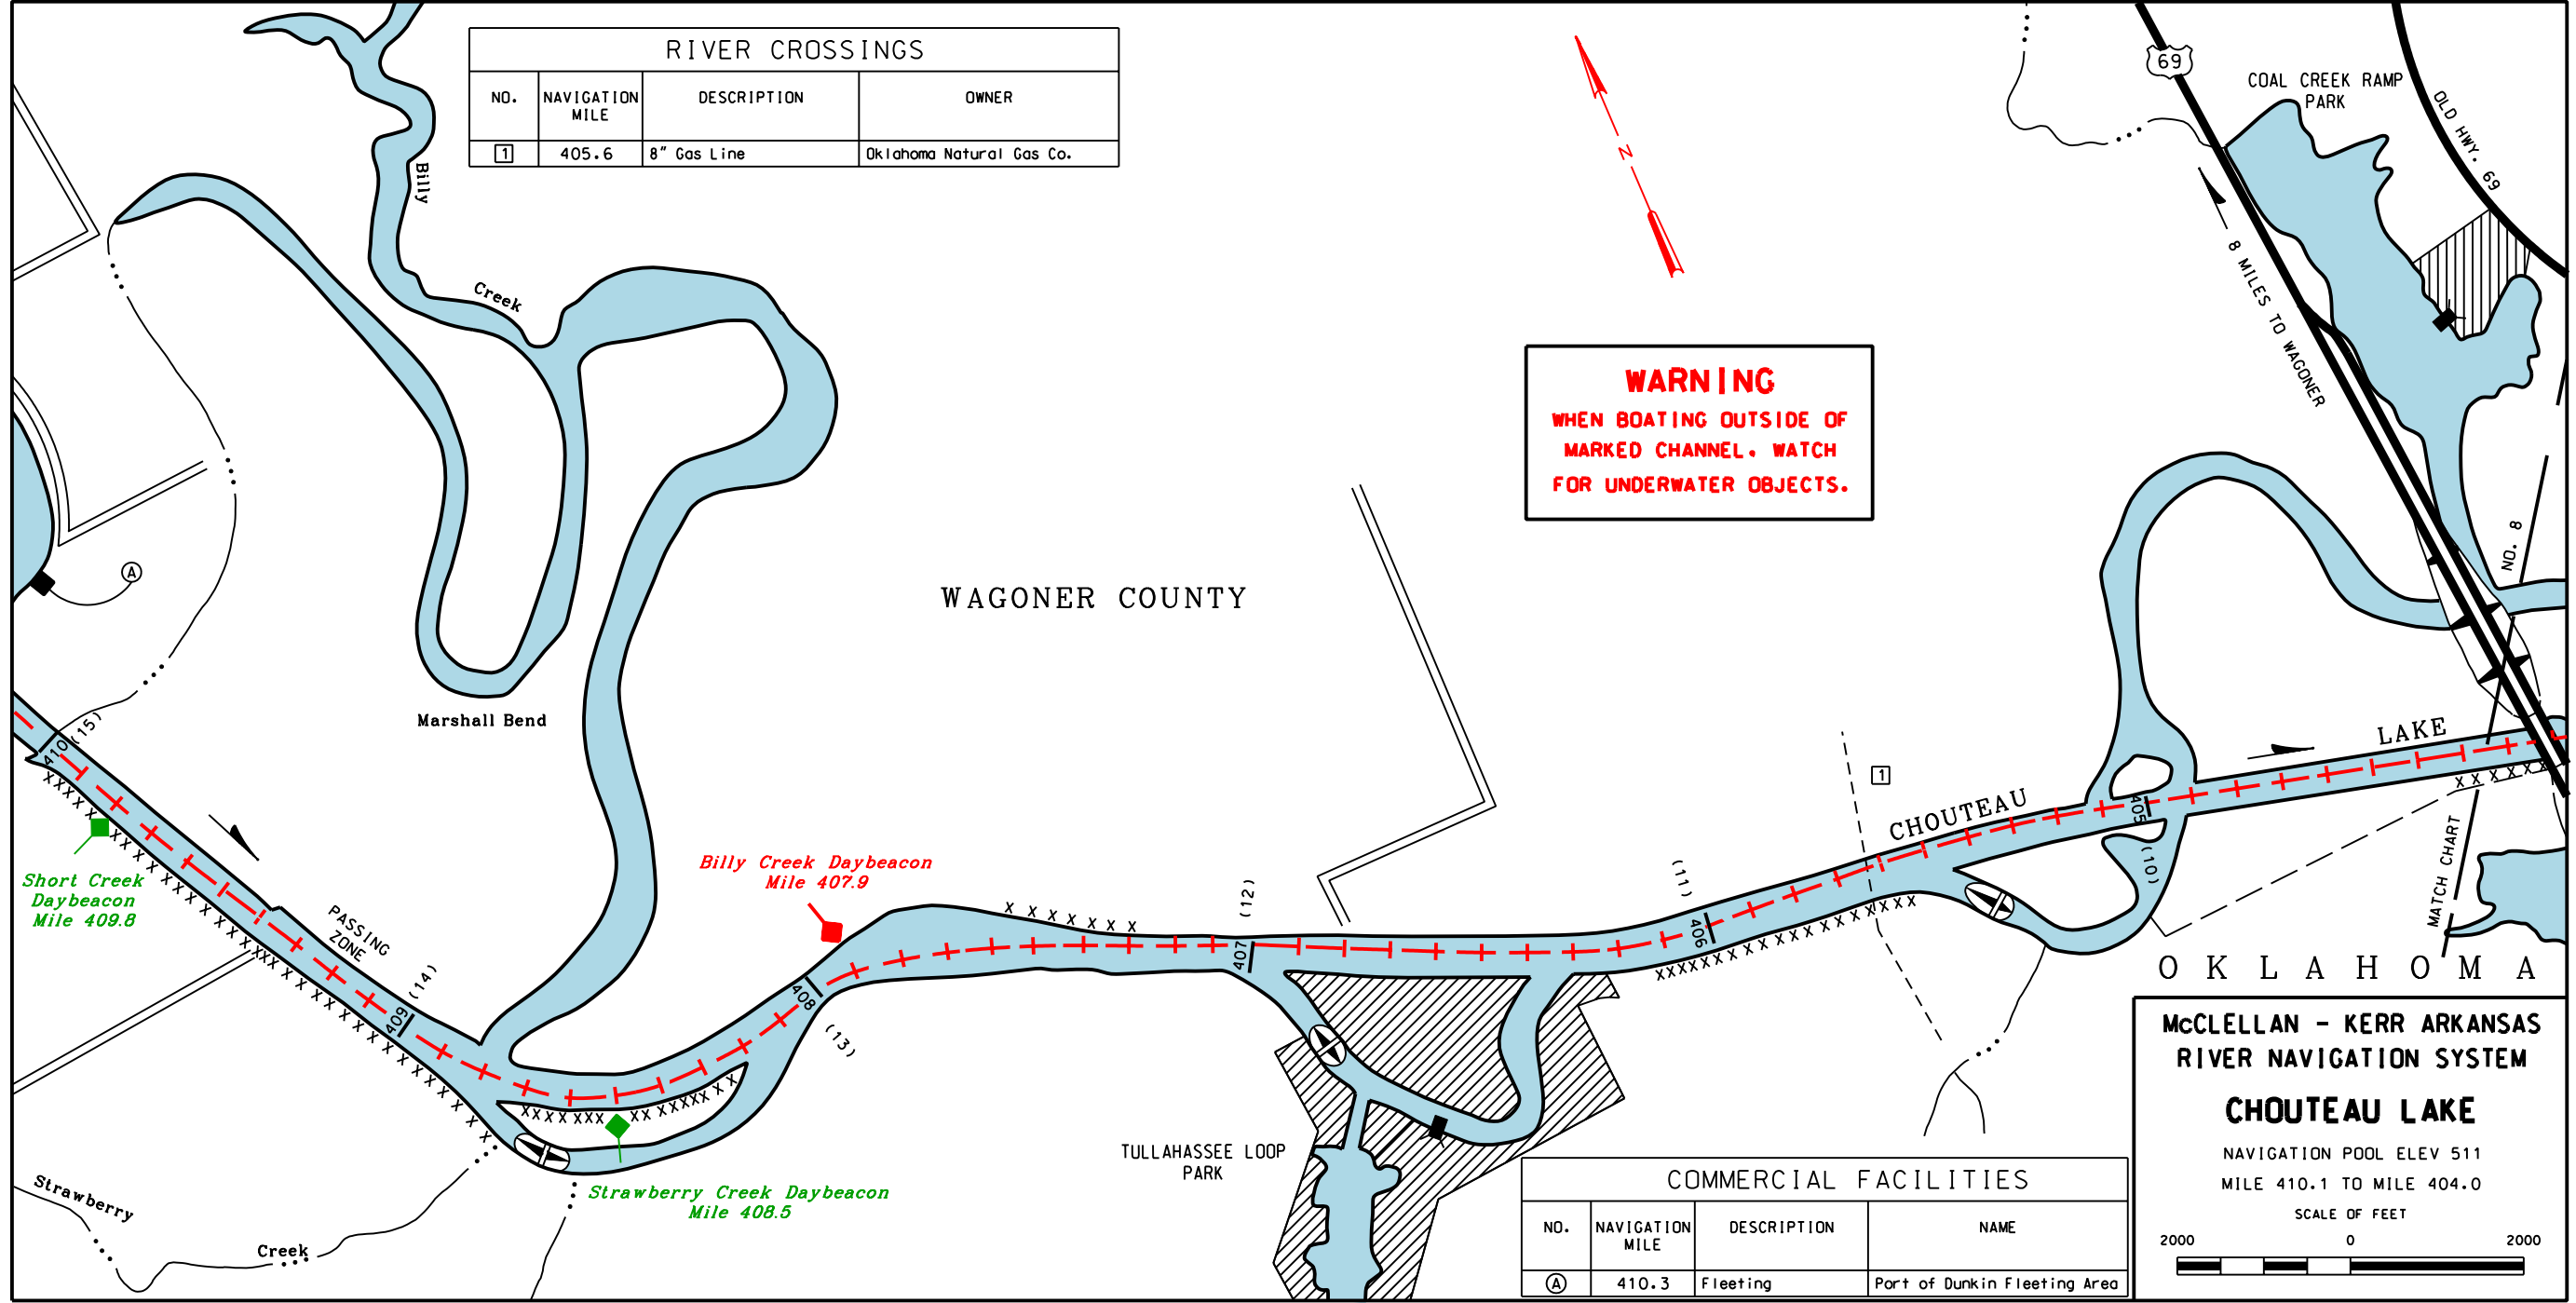 RIVER CROSSINGS
NO. NAVIGATION MILE DESCRIPTION OWNER
1 405.6 8" Gas Line Oklahoma Natural Gas Co.
Billy
Creek
N
69
COAL CREEK RAMP
PARK
OLD HWY. 69
8 MILES TO WAGONER
WARNING
WHEN BOATING OUTSIDE OF
MARKED CHANNEL. WATCH
FOR UNDERWATER OBJECTS.
NO. 8
MATCH CHART
A
WAGONER COUNTY
Marshall Bend
410 (15)
Short Creek
Daybeacon
Mile 409.8
PASSING
ZONE
409 (14)
Billy Creek Daybeacon
Mile 407.9
408
(13)
407
(12)
(11)
406
1
CHOUTEAU
LAKE
405
(10)
OKLAHOMA
Strawberry
Creek
Strawberry Creek Daybeacon
Mile 408.5
TULLAHASSEE LOOP
PARK
COMMERCIAL FACILITIES
NO. NAVIGATION MILE DESCRIPTION NAME
A 410.3 Fleeting Port of Dunkin Fleeting Area
McCLELLAN - KERR ARKANSAS
RIVER NAVIGATION SYSTEM
CHOUTEAU LAKE
NAVIGATION POOL ELEV 511
MILE 410.1 TO MILE 404.0
SCALE OF FEET
2000 0 2000